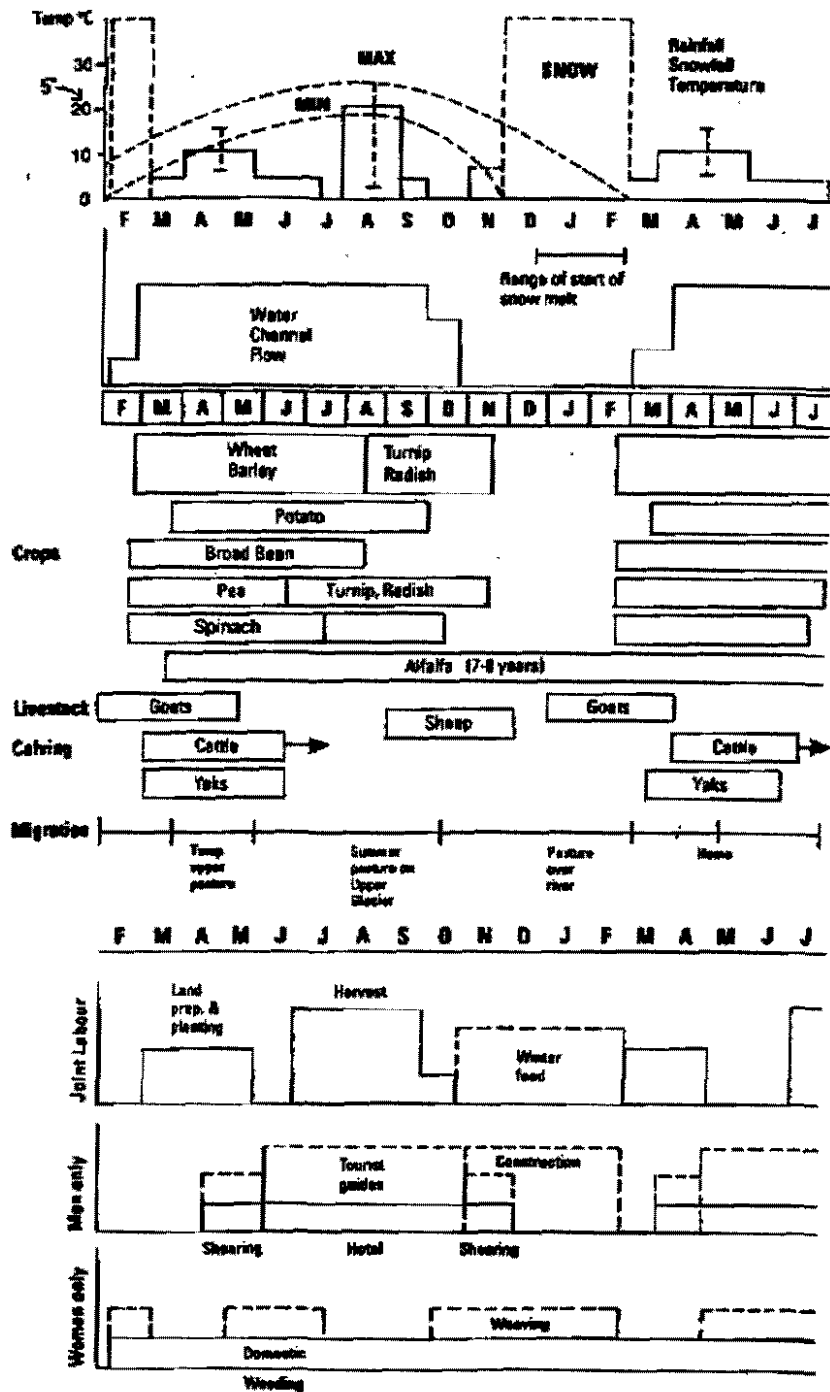 Temp °C
30
20
10
0
MAX
MIN
SNOW
Rainfall
Snowfall
Temperature
F M A M J J A S O N D J F M A M J J
Range of start of
snow melt
Water
Channel
Flow
F M A M J J A S O N D J F M A M J J
Wheat
Barley
Turnip
Radish
Potato
Crops
Broad Bean
Pea
Turnip, Radish
Spinach
Alfalfa (7-8 years)
Livestock
Goats
Goats
Sheep
Calving
Cattle
Cattle
Yaks
Yaks
Migration
Temp
upper
pasture
Summer
pasture on
Upper
Glacier
Pasture
over
river
Home
F M A M J J A S O N D J F M A M J J
Joint Labour
Land
prep. &
planting
Harvest
Winter
feed
Men only
Tourist
guides
Construction
Shearing
Hotel
Shearing
Women only
Weaving
Domestic
Weeding